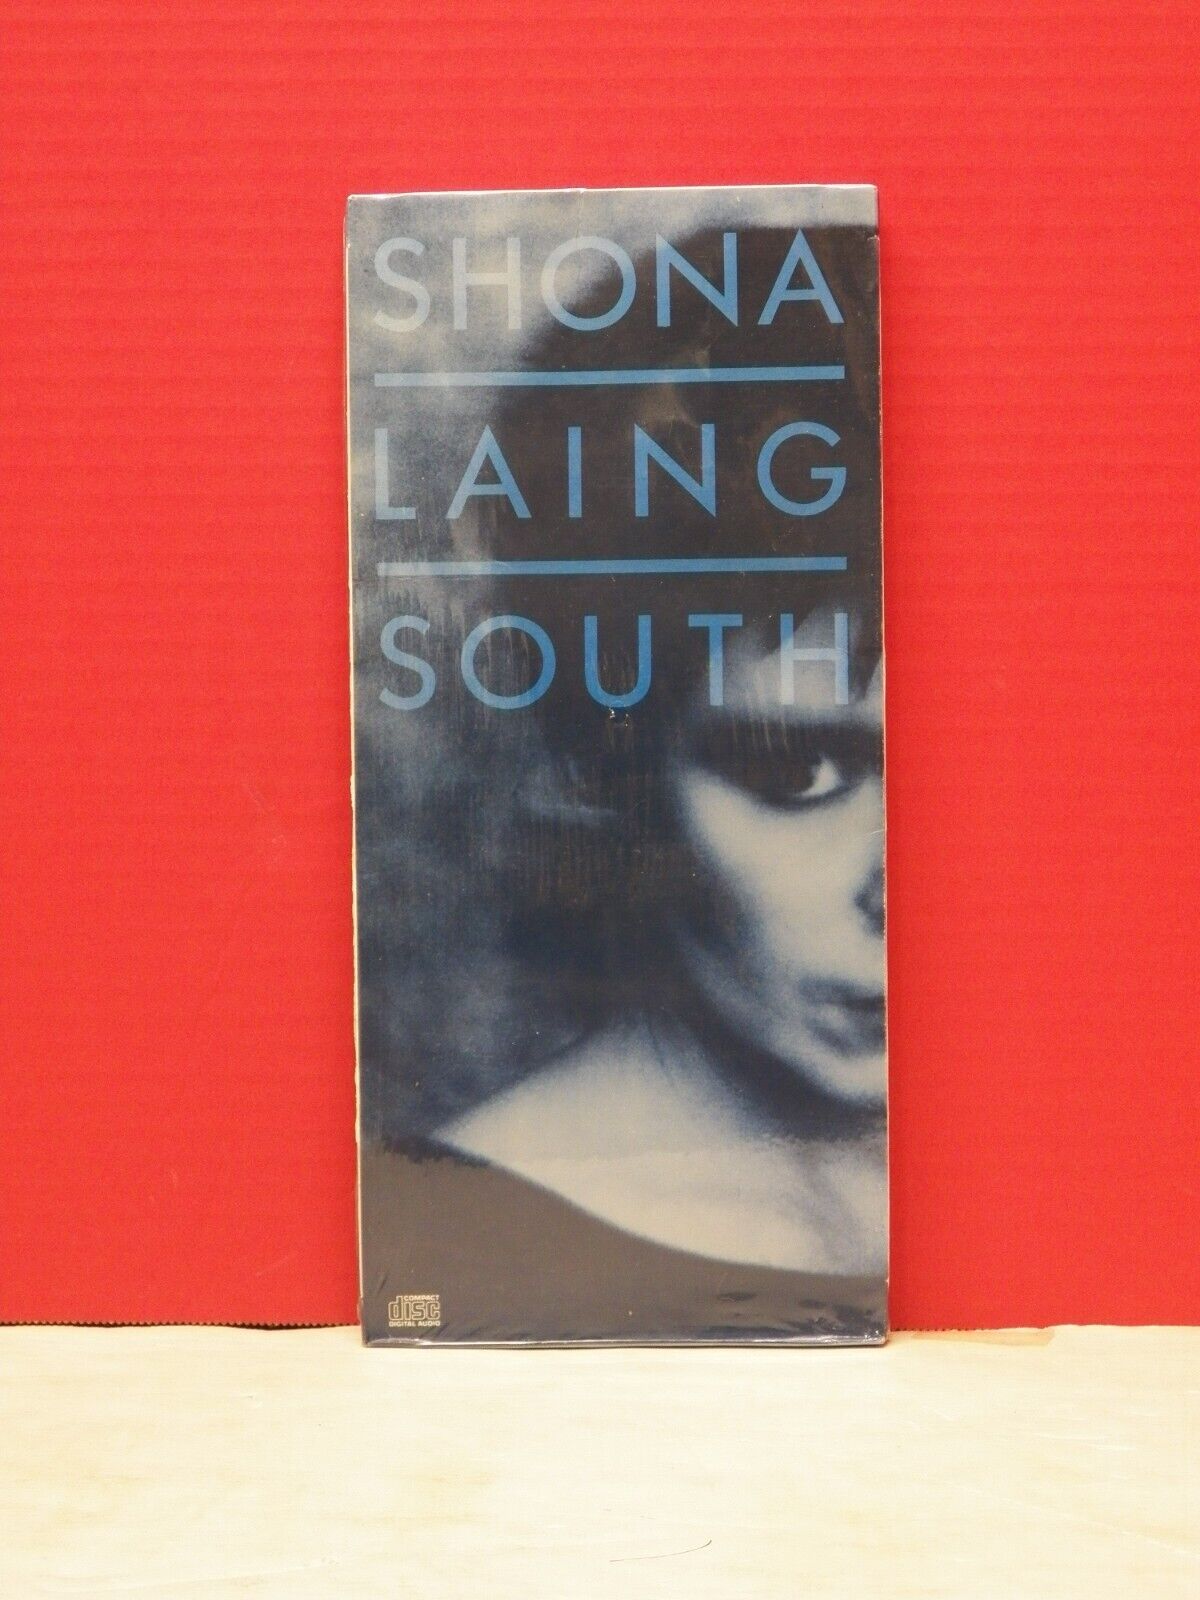 SHONA
LAING
SOUTH
COMPACT
disc
DIGITAL AUDIO